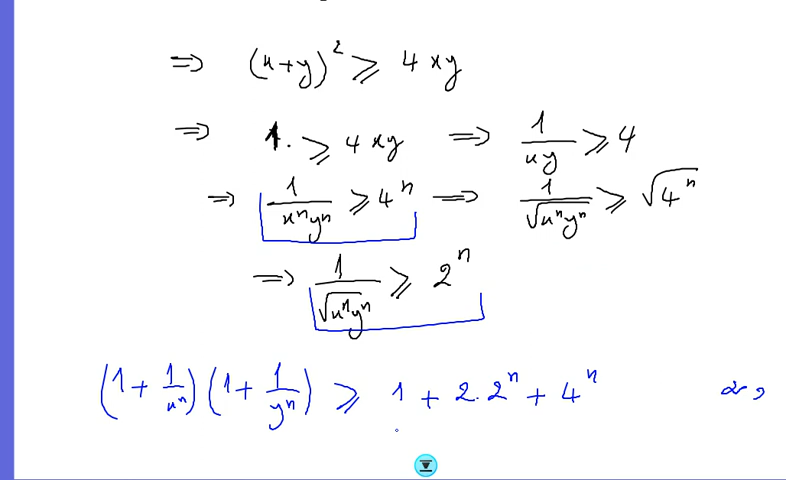 ⇒ (x+y)² ⩾ 4xy
⇒ 1. ⩾ 4xy ⇒ 1/xy ⩾ 4
⇒ 1/xⁿyⁿ ⩾ 4ⁿ ⇒ 1/√xⁿyⁿ ⩾ √4ⁿ
⇒ 1/√xⁿyⁿ ⩾ 2ⁿ
(1 + 1/xⁿ)(1 + 1/yⁿ) ⩾ 1 + 2.2ⁿ + 4ⁿ